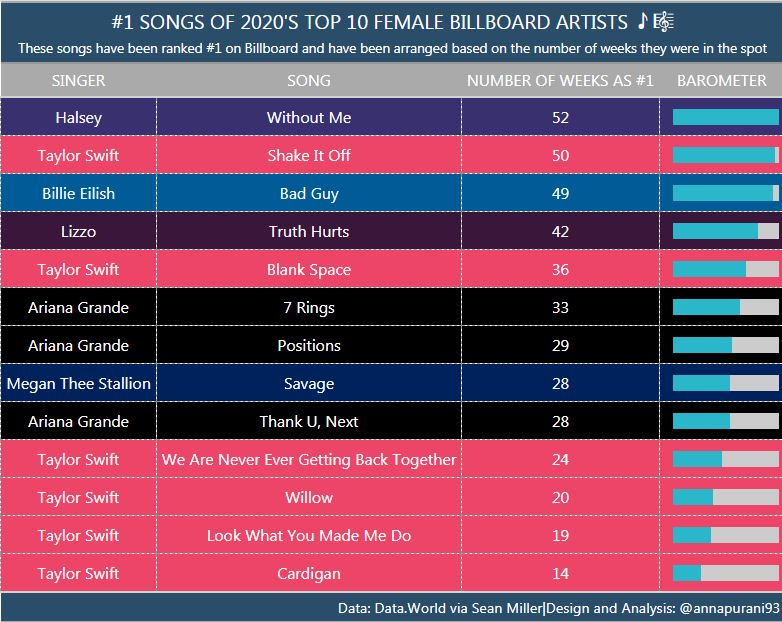 #1 SONGS OF 2020'S TOP 10 FEMALE BILLBOARD ARTISTS ♪🎼
These songs have been ranked #1 on Billboard and have been arranged based on the number of weeks they were in the spot
SINGER SONG NUMBER OF WEEKS AS #1 BAROMETER
Halsey Without Me 52
Taylor Swift Shake It Off 50
Billie Eilish Bad Guy 49
Lizzo Truth Hurts 42
Taylor Swift Blank Space 36
Ariana Grande 7 Rings 33
Ariana Grande Positions 29
Megan Thee Stallion Savage 28
Ariana Grande Thank U, Next 28
Taylor Swift We Are Never Ever Getting Back Together 24
Taylor Swift Willow 20
Taylor Swift Look What You Made Me Do 19
Taylor Swift Cardigan 14
Data: Data.World via Sean Miller|Design and Analysis: @annapurani93